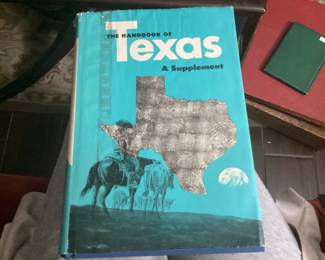 THE HANDBOOK OF
Texas
A Supplement